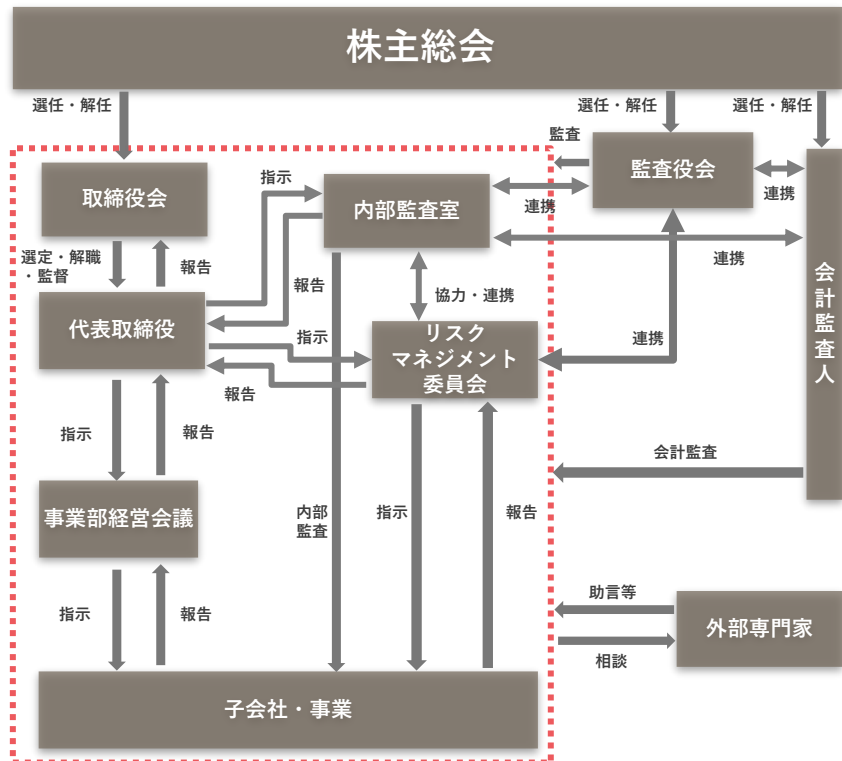 株主総会
選任・解任
選任・解任
選任・解任
監査
監査役会
取締役会
指示
内部監査室
連携
連携
選定・解職
・監督
報告
報告
連携
会計監査人
協力・連携
代表取締役
指示
リスク
マネジメント
委員会
連携
報告
指示
報告
会計監査
事業部経営会議
内部
監査
指示
報告
助言等
指示
報告
外部専門家
相談
子会社・事業